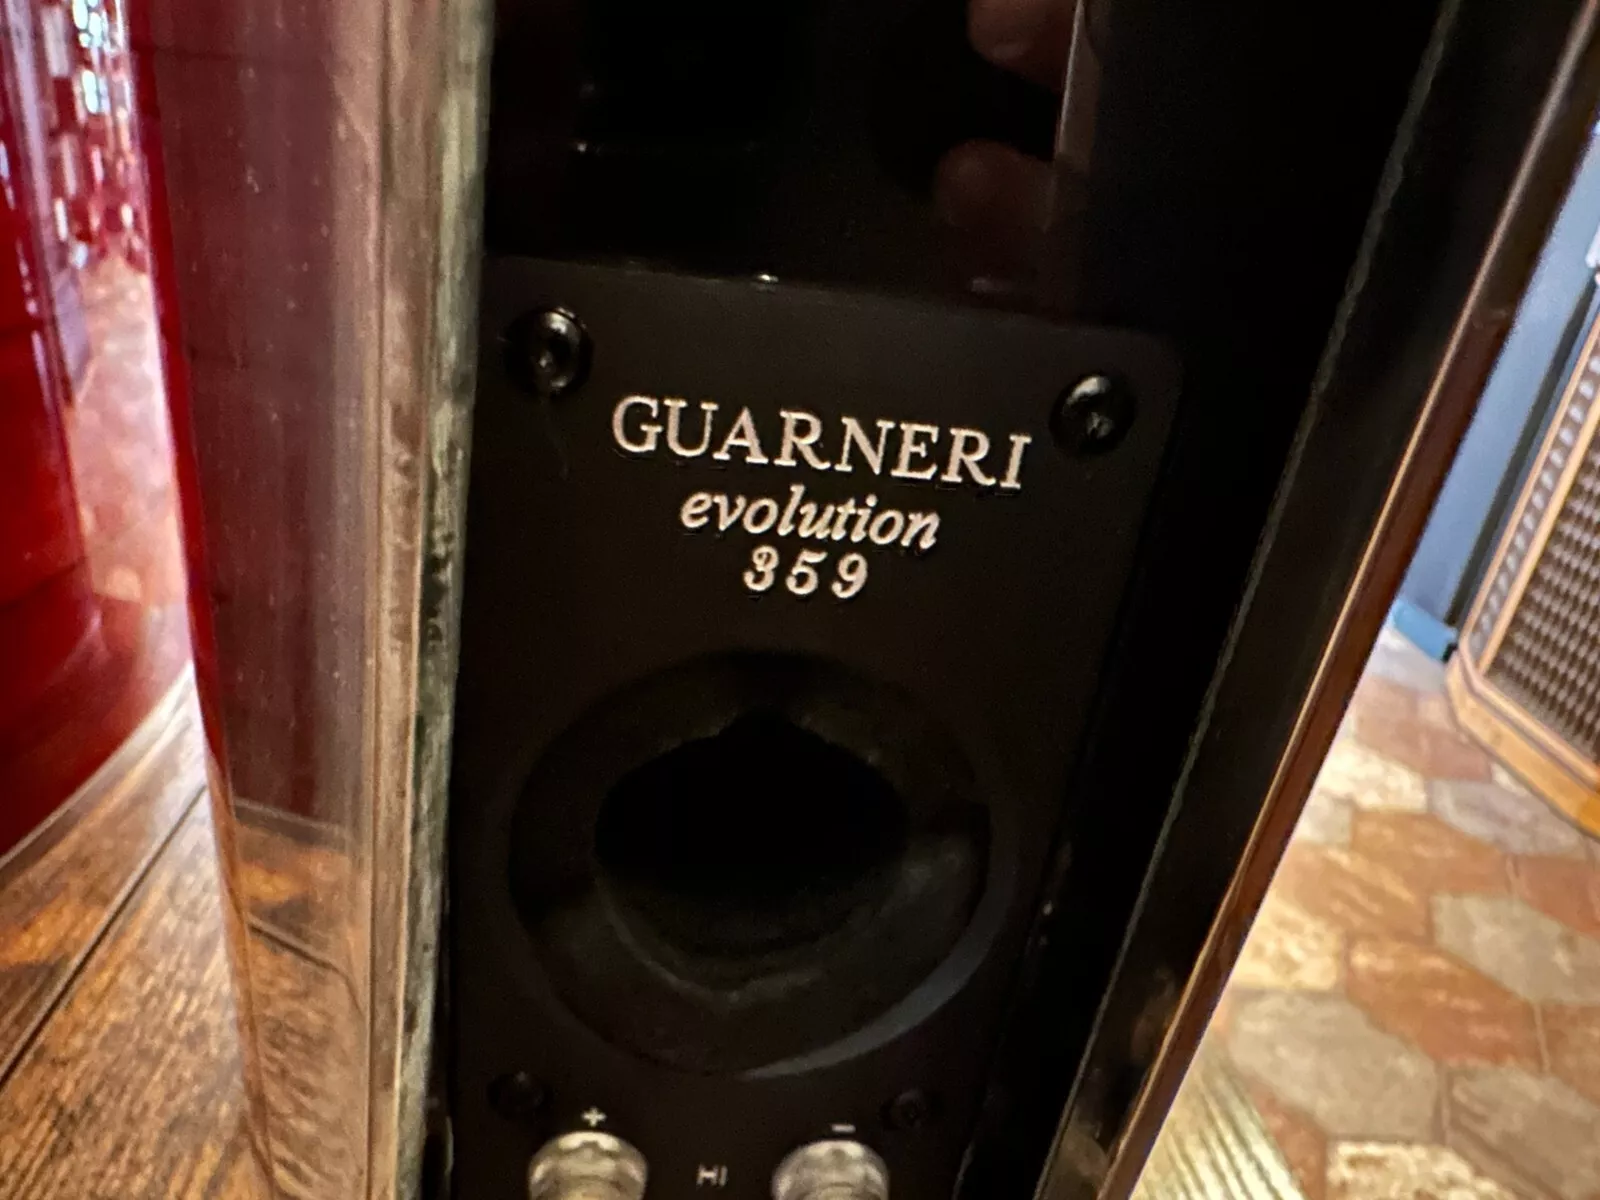 GUARNERI
evolution
359
+ −
HI